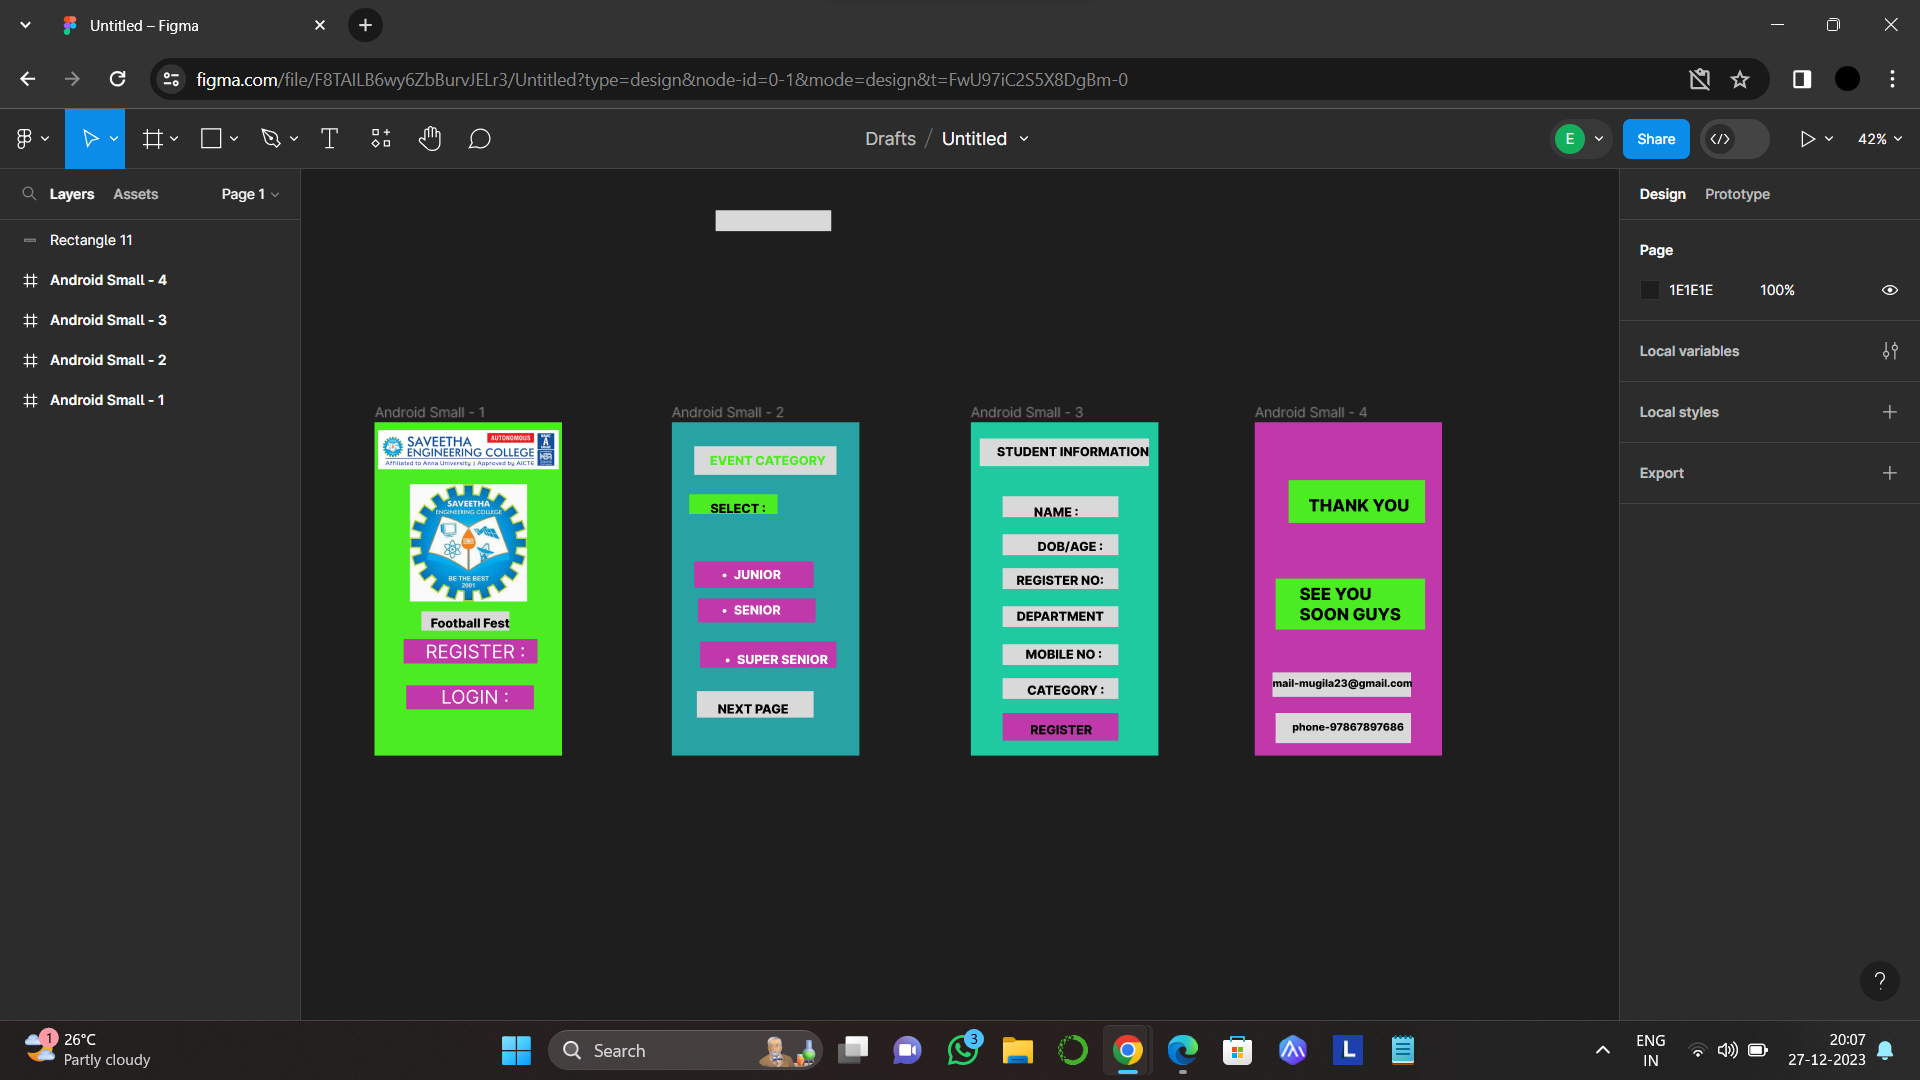 Untitled – Figma
figma.com/file/F8TAILB6wy6ZbBurvJELr3/Untitled?type=design&node-id=0-1&mode=design&t=FwU97iC2S5X8DgBm-0
Drafts / Untitled
E
Share
42%
Layers
Assets
Page 1
Rectangle 11
Android Small - 4
Android Small - 3
Android Small - 2
Android Small - 1
Android Small - 1
SAVEETHA
AUTONOMOUS
ENGINEERING COLLEGE
Affiliated to Anna University | Approved by AICTE
SAVEETHA
ENGINEERING COLLEGE
BE THE BEST
2001
Football Fest
REGISTER :
LOGIN :
Android Small - 2
EVENT CATEGORY
SELECT :
• JUNIOR
• SENIOR
• SUPER SENIOR
NEXT PAGE
Android Small - 3
STUDENT INFORMATION
NAME :
DOB/AGE :
REGISTER NO:
DEPARTMENT
MOBILE NO :
CATEGORY :
REGISTER
Android Small - 4
THANK YOU
SEE YOU
SOON GUYS
mail-mugila23@gmail.com
phone-97867897686
Design
Prototype
Page
1E1E1E
100%
Local variables
Local styles
Export
?
1
26°C
Partly cloudy
Search
3
L
ENG
IN
20:07
27-12-2023